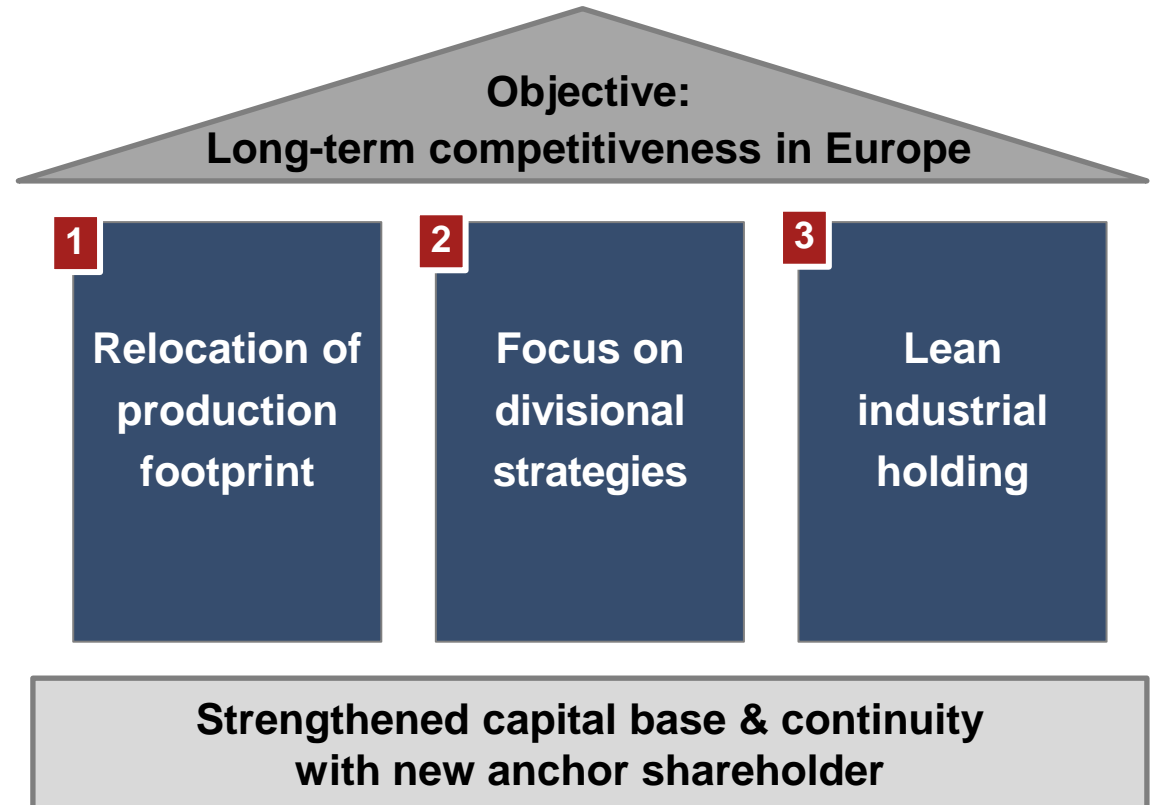 Objective:
Long-term competitiveness in Europe
1
Relocation of
production
footprint
2
Focus on
divisional
strategies
3
Lean
industrial
holding
Strengthened capital base & continuity
with new anchor shareholder